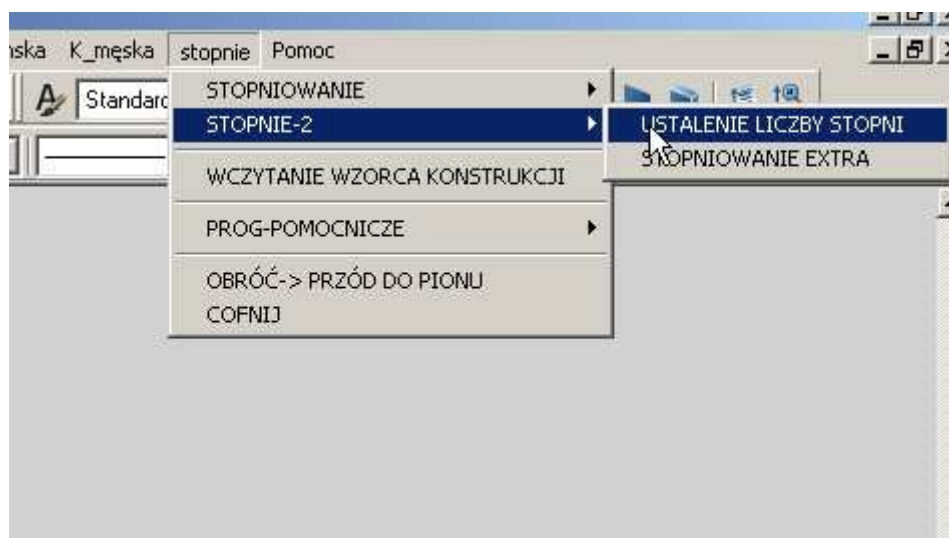 K_męska stopnie Pomoc
Standard
STOPNIOWANIE
STOPNIE-2
WCZYTANIE WZORCA KONSTRUKCJI
PROG-POMOCNICZE
OBRÓĆ-> PRZÓD DO PIONU
COFNIJ
USTALENIE LICZBY STOPNI
STOPNIOWANIE EXTRA